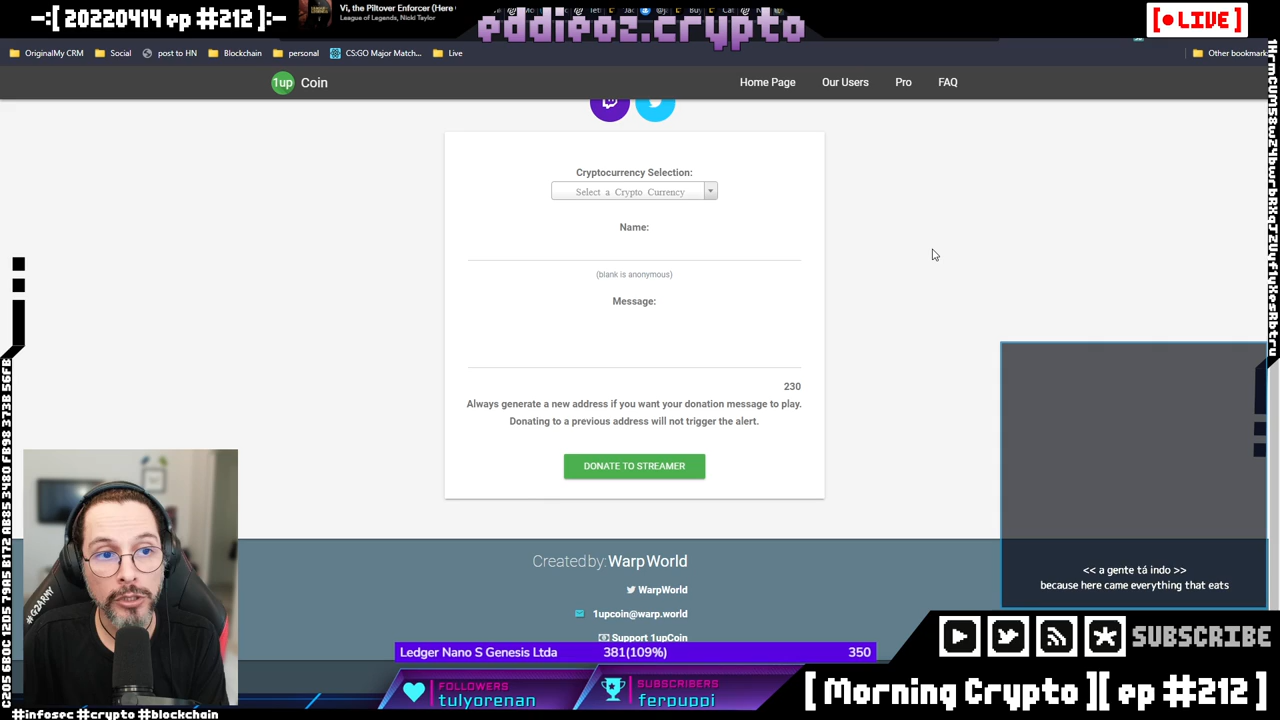 -:[ 20220414 ep #212 ]:-
Vi, the Piltover Enforcer (Here
League of Legends, Nicki Taylor
eddieoz.crypto
[● LIVE]
OriginalMy CRM
Social
post to HN
Blockchain
personal
CS:GO Major Match...
Live
Other bookmark
1up Coin
Home Page
Our Users
Pro
FAQ
Cryptocurrency Selection:
Select a Crypto Currency
Name:
(blank is anonymous)
Message:
230
Always generate a new address if you want your donation message to play.
Donating to a previous address will not trigger the alert.
DONATE TO STREAMER
Created by: WarpWorld
WarpWorld
1upcoin@warp.world
Support 1upCoin
<< a gente tá indo >>
because here came everything that eats
SUBSCRIBE
Ledger Nano S Genesis Ltda
381(109%)
350
FOLLOWERS
tulyorenan
SUBSCRIBERS
ferpuppi
[ Morning Crypto ][ ep #212 ]
#infosec #crypto #blockchain